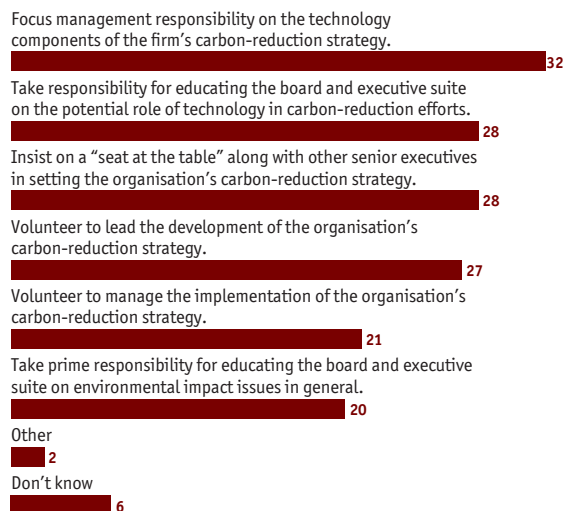 Focus management responsibility on the technology
components of the firm’s carbon-reduction strategy.
32
Take responsibility for educating the board and executive suite
on the potential role of technology in carbon-reduction efforts.
28
Insist on a “seat at the table” along with other senior executives
in setting the organisation’s carbon-reduction strategy.
28
Volunteer to lead the development of the organisation’s
carbon-reduction strategy.
27
Volunteer to manage the implementation of the organisation’s
carbon-reduction strategy.
21
Take prime responsibility for educating the board and executive
suite on environmental impact issues in general.
20
Other
2
Don’t know
6